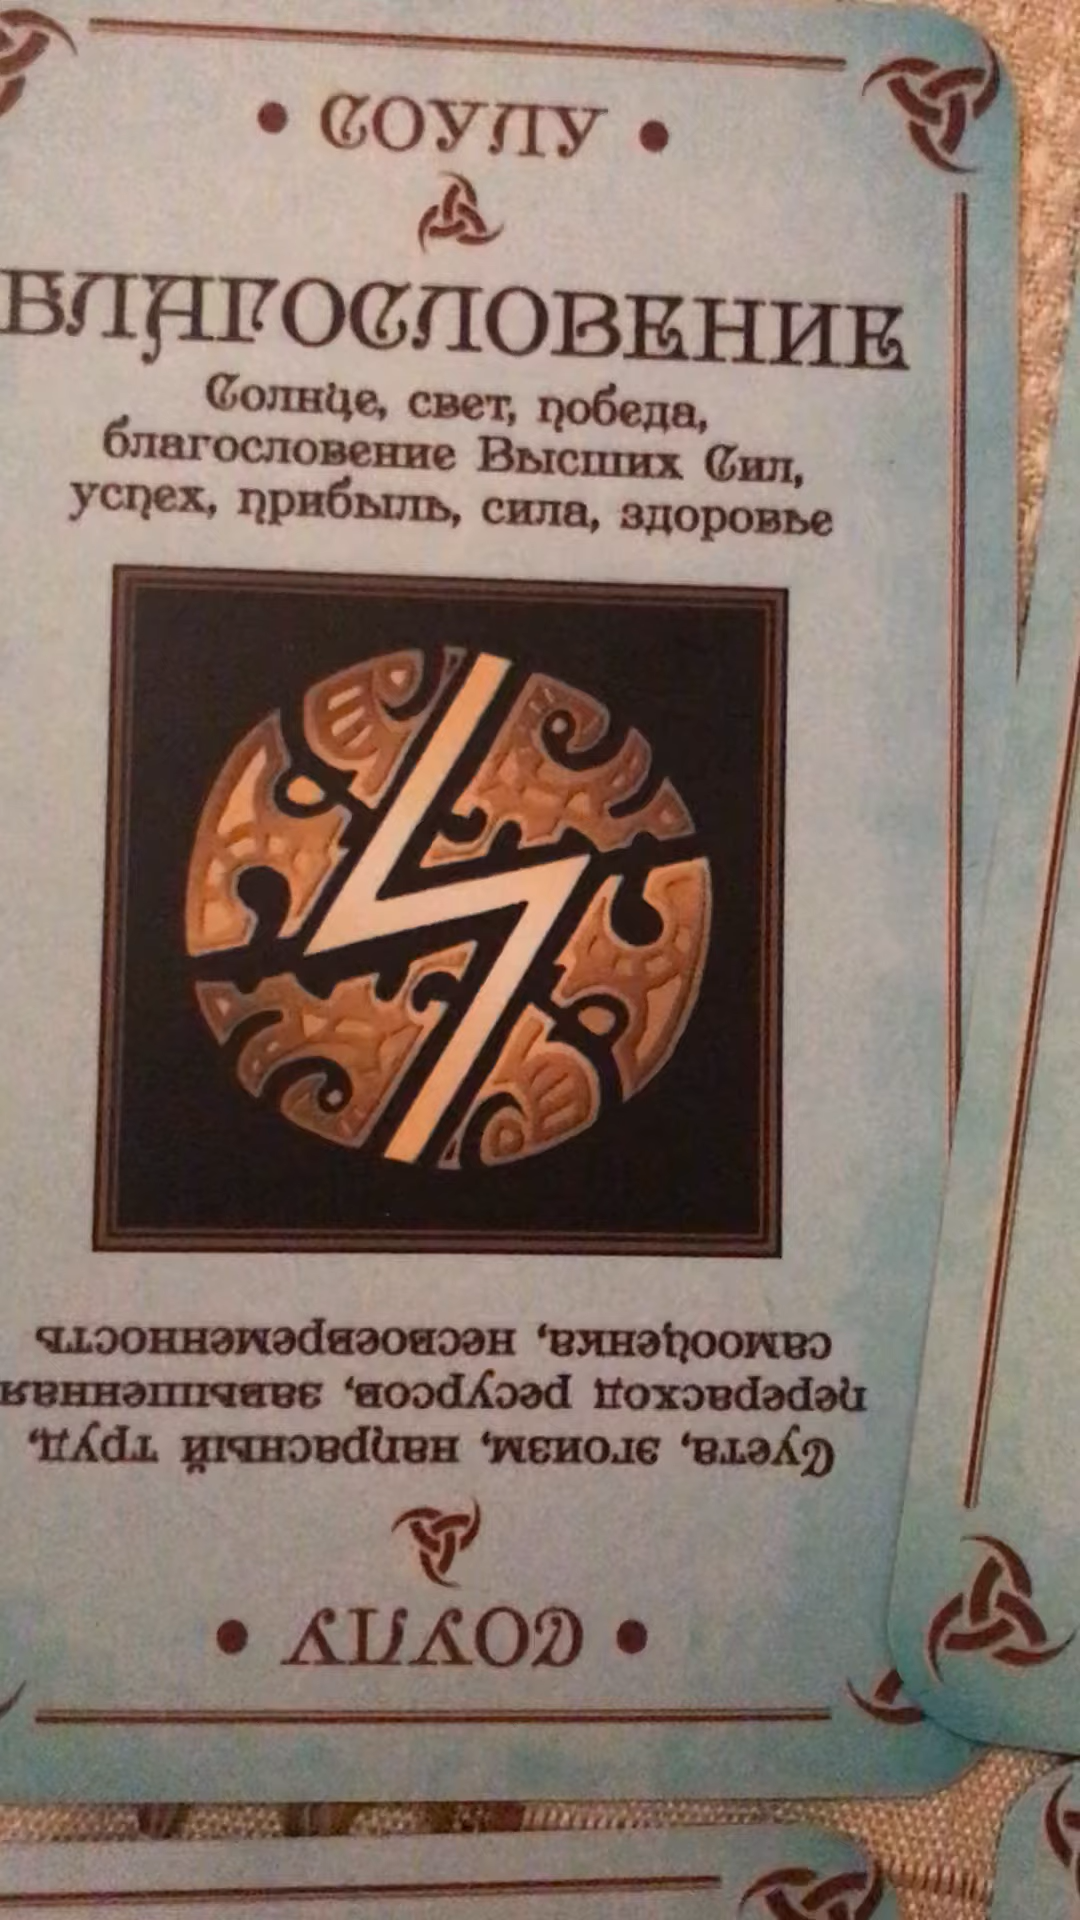 • СОУЛУ •
БЛАГОСЛОВЕНИЕ
Солнце, свет, победа,
благословение Высших Сил,
успех, прибыль, сила, здоровье
Суета, эгоизм, напрасный труд,
перерасход ресурсов, завышенная
самооценка, несвоевременность
• СОУЛУ •